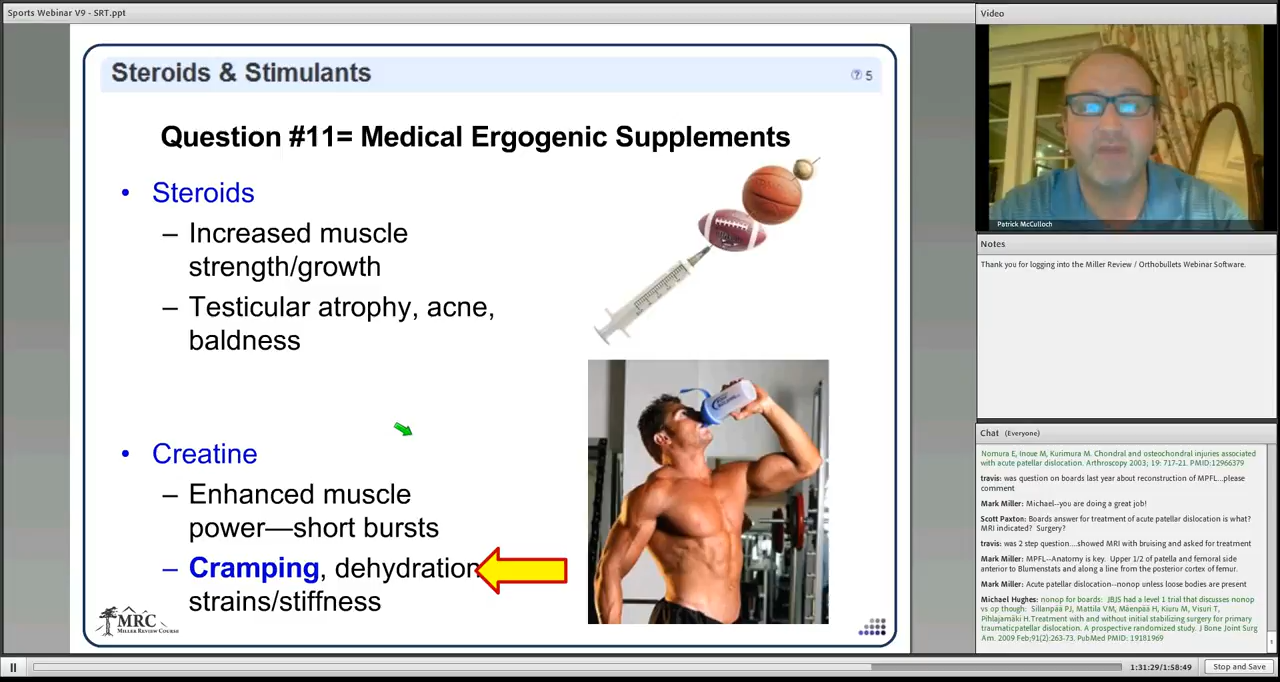 Sports Webinar V9 - SRT.ppt
Steroids & Stimulants
5
Question #11= Medical Ergogenic Supplements
• Steroids
– Increased muscle
strength/growth
– Testicular atrophy, acne,
baldness
• Creatine
– Enhanced muscle
power—short bursts
– Cramping, dehydration
strains/stiffness
MRC
MILLER REVIEW COURSE
Video
Patrick McCulloch
Notes
Thank you for logging into the Miller Review / Orthobullets Webinar Software.
Chat (Everyone)
Nomura E, Inoue M, Kurimura M. Chondral and osteochondral injuries associated
with acute patellar dislocation. Arthroscopy 2003; 19: 717-21. PMID:12966379
travis: was question on boards last year about reconstruction of MPFL...please
comment
Mark Miller: Michael--you are doing a great job!
Scott Paxton: Boards answer for treatment of acute patellar dislocation is what?
MRI indicated? Surgery?
travis: was 2 step question....showed MRI with bruising and asked for treatment
Mark Miller: MPFL--Anatomy is key. Upper 1/2 of patella and femoral side
anterior to Blumenstats and along a line from the posterior cortex of femur.
Mark Miller: Acute patellar dislocation--nonop unless loose bodies are present
Michael Hughes: nonop for boards: JBJS had a level 1 trial that discusses nonop
vs op though: Sillanpää PJ, Mattila VM, Mäenpää H, Kiuru M, Visuri T,
Pihlajamäki H.Treatment with and without initial stabilizing surgery for primary
traumaticpatellar dislocation. A prospective randomized study. J Bone Joint Surg
Am. 2009 Feb;91(2):263-73. PubMed PMID: 19181969
1:31:29/1:58:49
Stop and Save